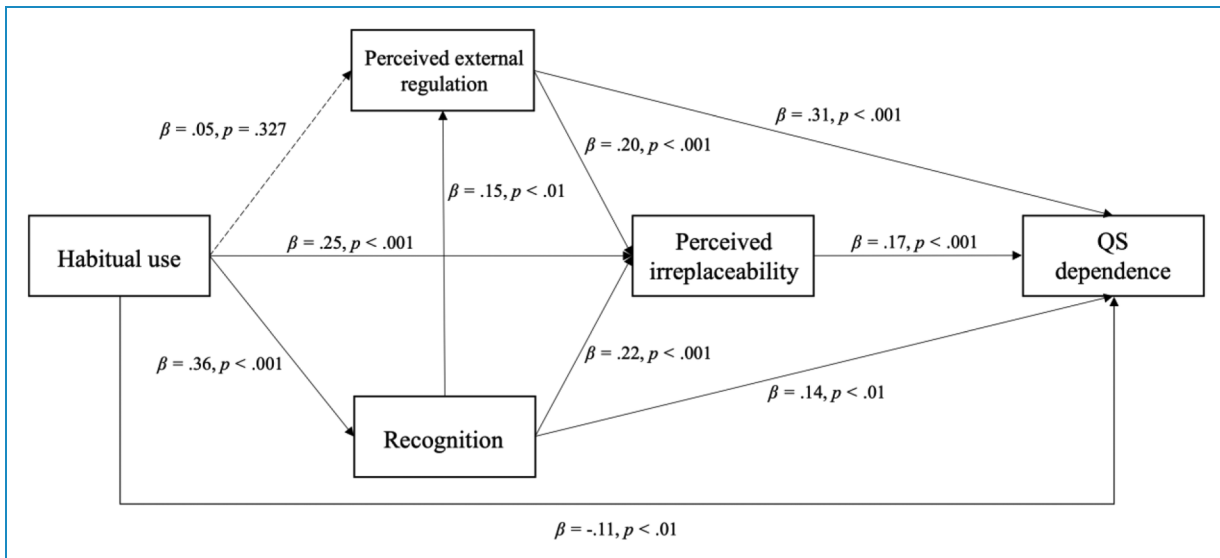 Perceived external
regulation
β = .05, p = .327
β = .31, p < .001
β = .20, p < .001
β = .15, p < .01
Habitual use
β = .25, p < .001
Perceived
irreplaceability
β = .17, p < .001
QS
dependence
β = .36, p < .001
β = .22, p < .001
β = .14, p < .01
Recognition
β = -.11, p < .01